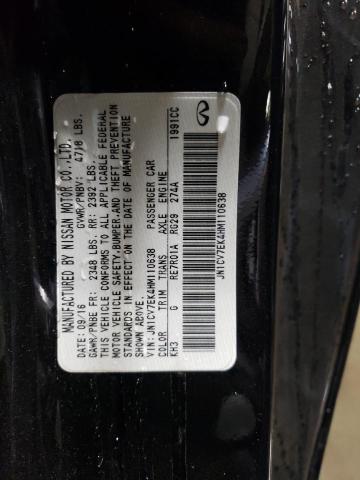 MANUFACTURED BY NISSAN MOTOR CO.,LTD.
DATE: 09/16 GVWR/PNBV: 4718 LBS.
GAWR/PNBE FR: 2348 LBS. RR: 2392 LBS.
THIS VEHICLE CONFORMS TO ALL APPLICABLE FEDERAL
MOTOR VEHICLE SAFETY,BUMPER,AND THEFT PREVENTION
STANDARDS IN EFFECT ON THE DATE OF MANUFACTURE
SHOWN ABOVE.
VIN: JN1CV7EK4HM110638 PASSENGER CAR
COLOR TRIM TRANS AXLE ENGINE
KH3 G RE7R01A RG29 274A 1991CC
JN1CV7EK4HM110638